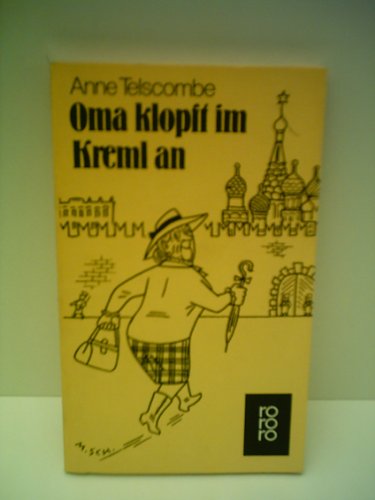 Anne Telscombe
Oma klopft im
Kreml an
M. SCH.
ro
ro
ro